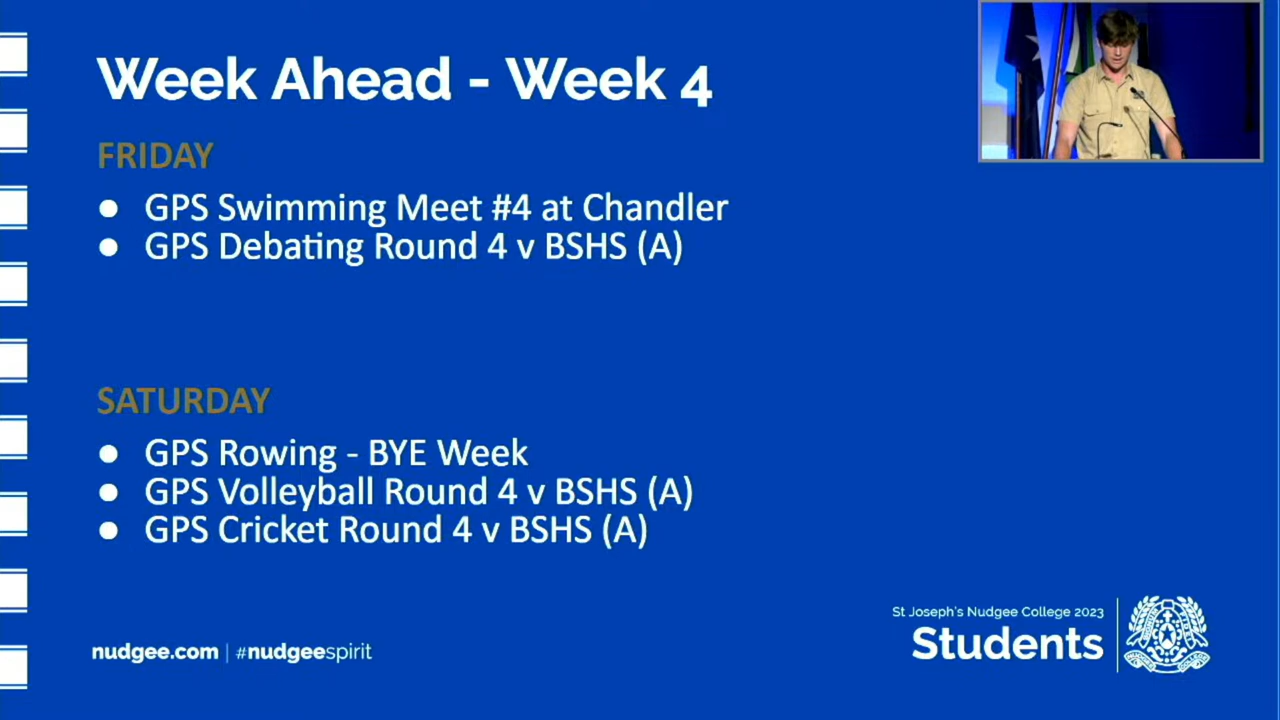 Week Ahead - Week 4
FRIDAY
● GPS Swimming Meet #4 at Chandler
● GPS Debating Round 4 v BSHS (A)
SATURDAY
● GPS Rowing - BYE Week
● GPS Volleyball Round 4 v BSHS (A)
● GPS Cricket Round 4 v BSHS (A)
nudgee.com | #nudgeespirit
St Joseph's Nudgee College 2023
Students